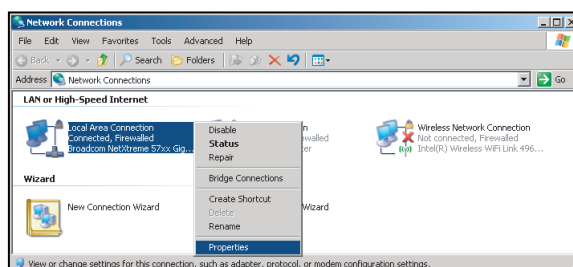 Network Connections
File Edit View Favorites Tools Advanced Help
Back Search Folders
Address Network Connections Go
LAN or High-Speed Internet
Local Area Connection
Connected, Firewalled
Broadcom NetXtreme 57xx Gig...
Disable
Status
Repair
Bridge Connections
Create Shortcut
Delete
Rename
Properties
Wireless Network Connection
Not connected, Firewalled
Intel(R) Wireless WiFi Link 496...
Wizard
New Connection Wizard
Wizard
View or change settings for this connection, such as adapter, protocol, or modem configuration settings.